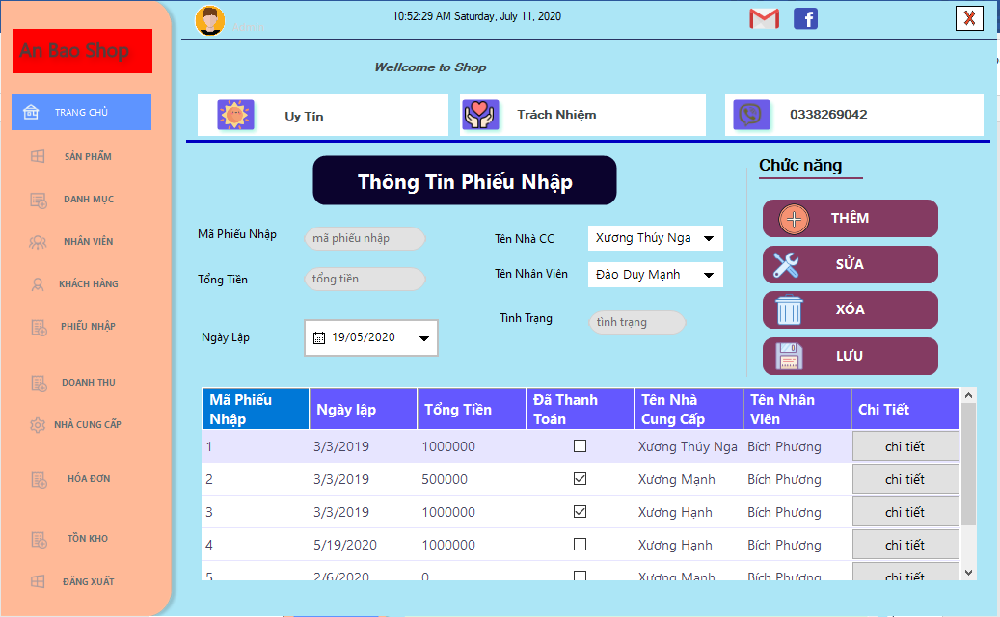 An Bao Shop
TRANG CHỦ
SẢN PHẨM
DANH MỤC
NHÂN VIÊN
KHÁCH HÀNG
PHIẾU NHẬP
DOANH THU
NHÀ CUNG CẤP
HÓA ĐƠN
TỒN KHO
ĐĂNG XUẤT
Admin
10:52:29 AM Saturday, July 11, 2020
f
X
Wellcome to Shop
Uy Tín
Trách Nhiệm
0338269042
Thông Tin Phiếu Nhập
Mã Phiếu Nhập
mã phiếu nhập
Tên Nhà CC
Xương Thúy Nga
Tổng Tiền
tổng tiền
Tên Nhân Viên
Đào Duy Mạnh
Ngày Lập
19/05/2020
Tình Trạng
tình trạng
Chức năng
THÊM
SỬA
XÓA
LƯU
Mã Phiếu Nhập Ngày lập Tổng Tiền Đã Thanh Toán Tên Nhà Cung Cấp Tên Nhân Viên Chi Tiết
1 3/3/2019 1000000 Xương Thúy Nga Bích Phương chi tiết
2 3/3/2019 500000 Xương Mạnh Bích Phương chi tiết
3 3/3/2019 1000000 Xương Hạnh Bích Phương chi tiết
4 5/19/2020 1000000 Xương Hạnh Bích Phương chi tiết
5 2/6/2020 0 Xương Mạnh Bích Phương chi tiết